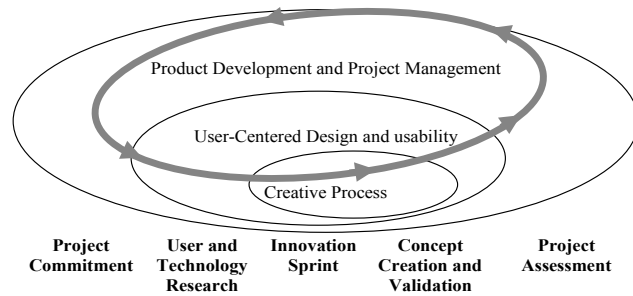 Product Development and Project Management
User-Centered Design and usability
Creative Process
Project
Commitment
User and
Technology
Research
Innovation
Sprint
Concept
Creation and
Validation
Project
Assessment